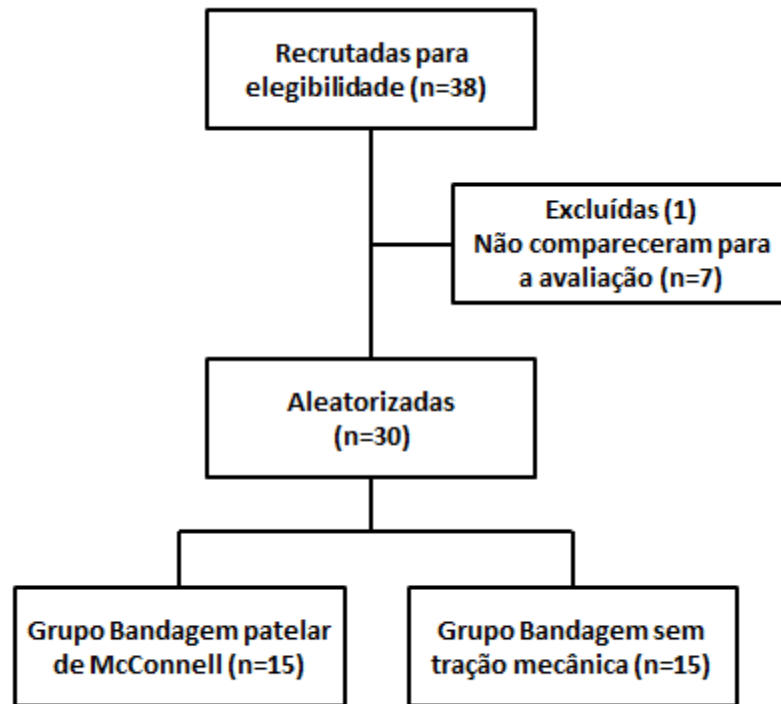 Recrutadas para
elegibilidade (n=38)
Excluídas (1)
Não compareceram para
a avaliação (n=7)
Aleatorizadas
(n=30)
Grupo Bandagem patelar
de McConnell (n=15)
Grupo Bandagem sem
tração mecânica (n=15)